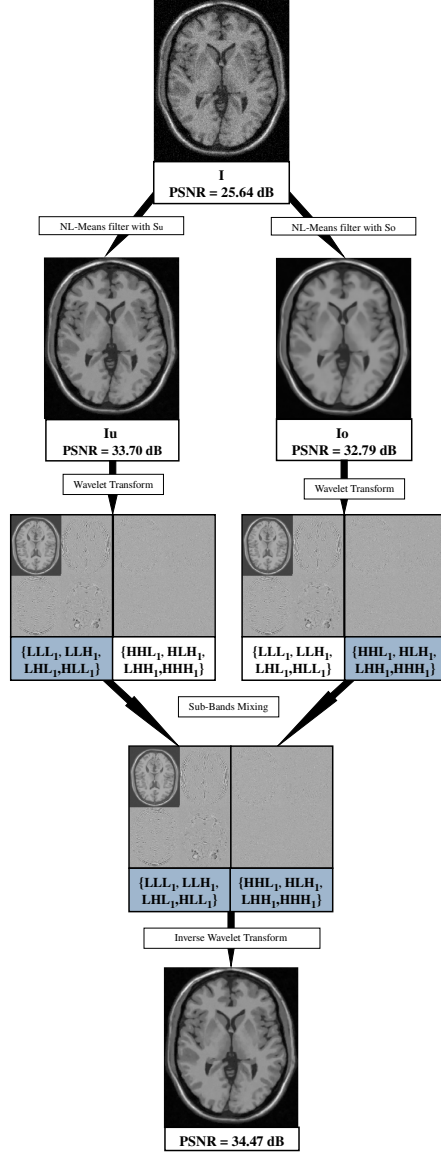 I
PSNR = 25.64 dB
NL-Means filter with Su
NL-Means filter with So
Iu
PSNR = 33.70 dB
Io
PSNR = 32.79 dB
Wavelet Transform
Wavelet Transform
{LLL₁, LLH₁,
LHL₁,HLL₁}
{HHL₁, HLH₁,
LHH₁,HHH₁}
{LLL₁, LLH₁,
LHL₁,HLL₁}
{HHL₁, HLH₁,
LHH₁,HHH₁}
Sub-Bands Mixing
{LLL₁, LLH₁,
LHL₁,HLL₁}
{HHL₁, HLH₁,
LHH₁,HHH₁}
Inverse Wavelet Transform
PSNR = 34.47 dB